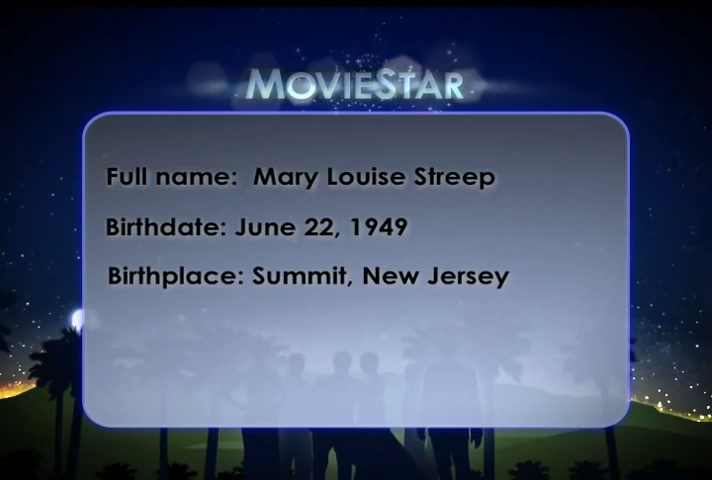 MOVIESTAR
Full name: Mary Louise Streep
Birthdate: June 22, 1949
Birthplace: Summit, New Jersey